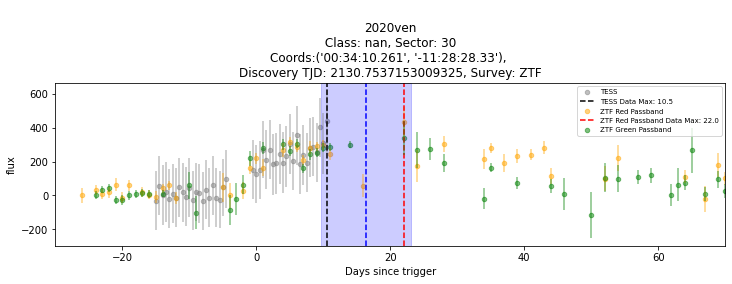 2020ven
Class: nan, Sector: 30
Coords:('00:34:10.261', '-11:28:28.33'),
Discovery TJD: 2130.7537153009325, Survey: ZTF
600
400
200
0
−200
flux
TESS
TESS Data Max: 10.5
ZTF Red Passband
ZTF Red Passband Data Max: 22.0
ZTF Green Passband
−20
0
20
40
60
Days since trigger